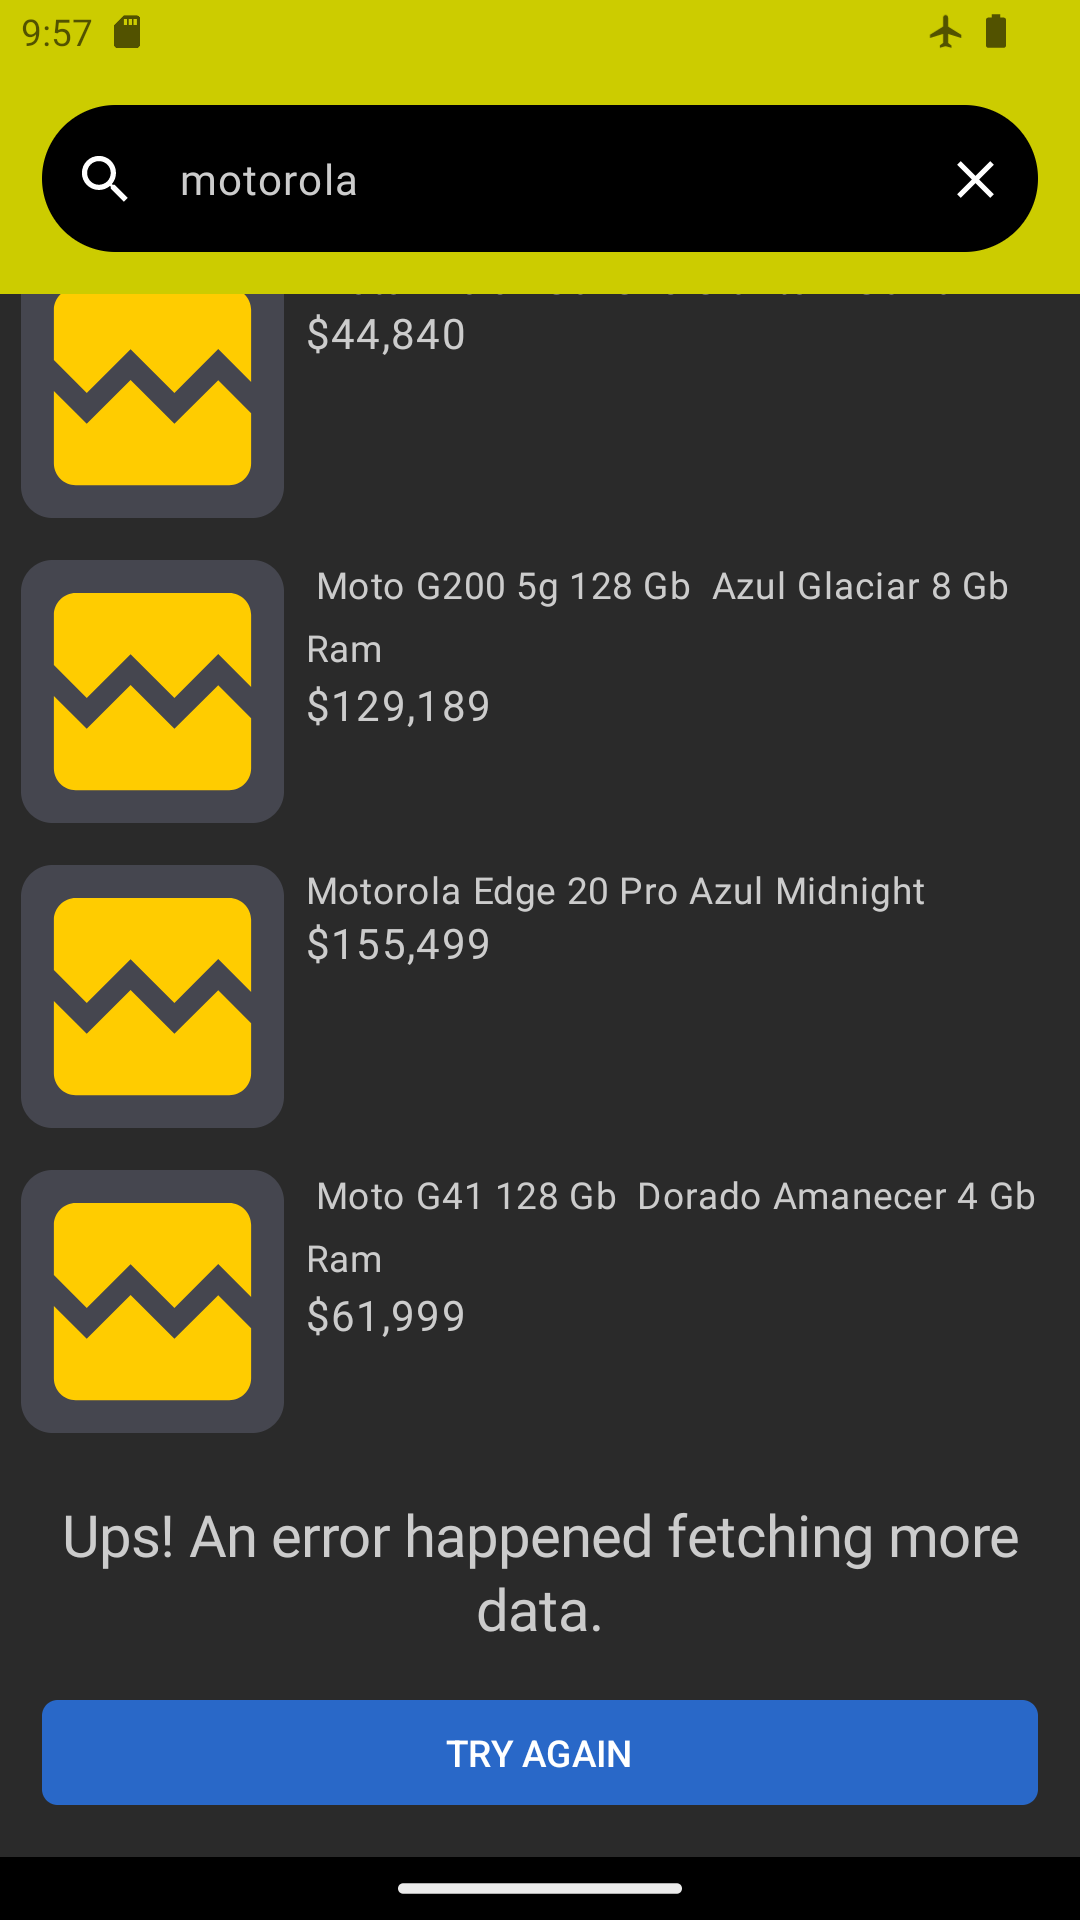 9:57
motorola
$44,840
Moto G200 5g 128 Gb  Azul Glaciar 8 Gb
Ram
$129,189
Motorola Edge 20 Pro Azul Midnight
$155,499
Moto G41 128 Gb  Dorado Amanecer 4 Gb
Ram
$61,999
Ups! An error happened fetching more
data.
TRY AGAIN